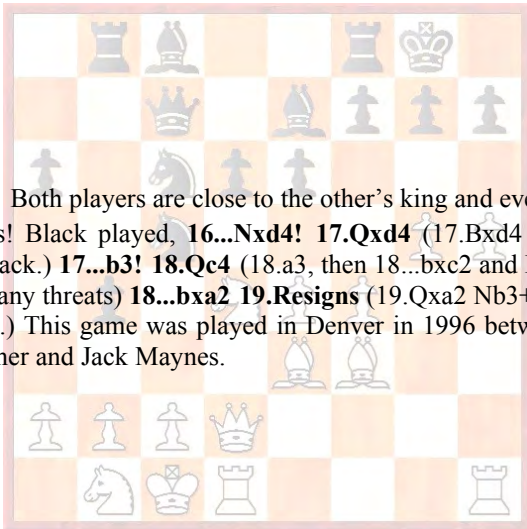 Both players are close to the other's king and eve
s! Black played, 16...Nxd4! 17.Qxd4 (17.Bxd4
ack.) 17...b3! 18.Qc4 (18.a3, then 18...bxc2 and
any threats) 18...bxa2 19.Resigns (19.Qxa2 Nb3+
.) This game was played in Denver in 1996 betw
ner and Jack Maynes.